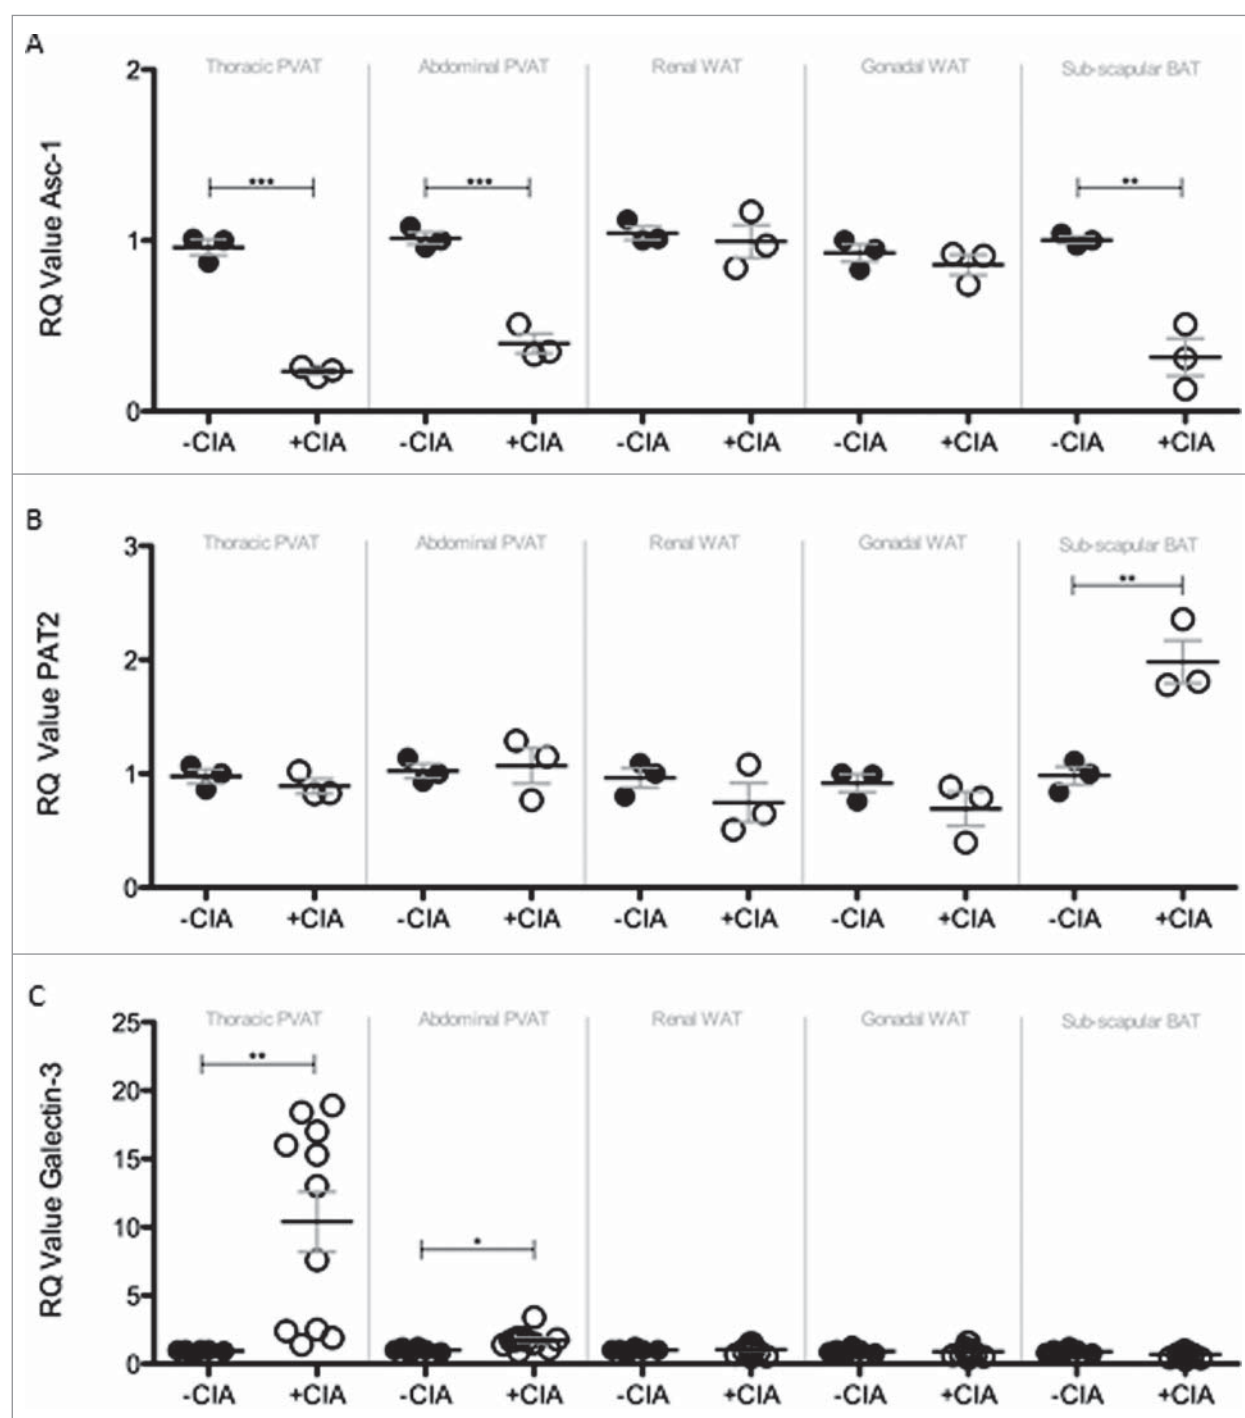 A
Thoracic PVAT Abdominal PVAT Renal WAT Gonadal WAT Sub-scapular BAT
2
*** *** **
RQ Value Asc-1
1
0
-CIA +CIA -CIA +CIA -CIA +CIA -CIA +CIA -CIA +CIA
B
Thoracic PVAT Abdominal PVAT Renal WAT Gonadal WAT Sub-scapular BAT
3
**
RQ Value PAT2
2
1
0
-CIA +CIA -CIA +CIA -CIA +CIA -CIA +CIA -CIA +CIA
C
Thoracic PVAT Abdominal PVAT Renal WAT Gonadal WAT Sub-scapular BAT
25
**
20
RQ Value Galectin-3
15
10
*
5
0
-CIA +CIA -CIA +CIA -CIA +CIA -CIA +CIA -CIA +CIA